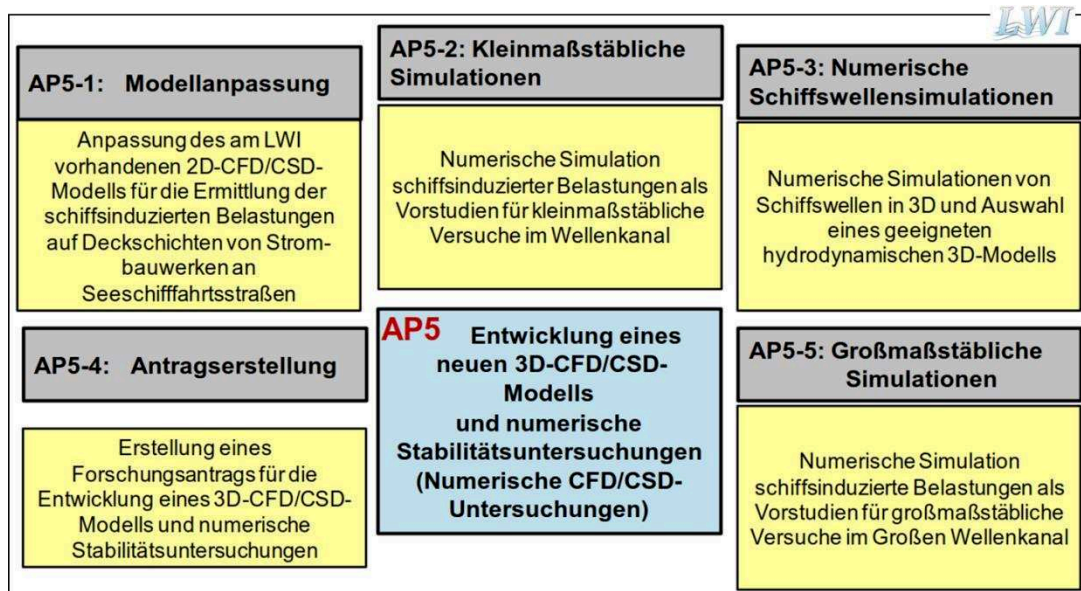 LWI
AP5-1: Modellanpassung
Anpassung des am LWI
vorhandenen 2D-CFD/CSD-
Modells für die Ermittlung der
schiffsinduzierten Belastungen
auf Deckschichten von Strom-
bauwerken an
Seeschifffahrtsstraßen
AP5-2: Kleinmaßstäbliche
Simulationen
Numerische Simulation
schiffsinduzierter Belastungen als
Vorstudien für kleinmaßstäbliche
Versuche im Wellenkanal
AP5-3: Numerische
Schiffswellensimulationen
Numerische Simulationen von
Schiffswellen in 3D und Auswahl
eines geeigneten
hydrodynamischen 3D-Modells
AP5-4: Antragserstellung
Erstellung eines
Forschungsantrags für die
Entwicklung eines 3D-CFD/CSD-
Modells und numerische
Stabilitätsuntersuchungen
AP5 Entwicklung eines
neuen 3D-CFD/CSD-
Modells
und numerische
Stabilitätsuntersuchungen
(Numerische CFD/CSD-
Untersuchungen)
AP5-5: Großmaßstäbliche
Simulationen
Numerische Simulation
schiffsinduzierte Belastungen als
Vorstudien für großmaßstäbliche
Versuche im Großen Wellenkanal